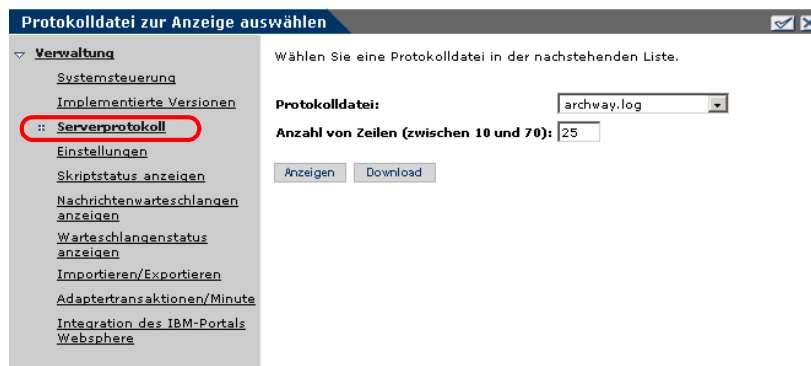 Protokolldatei zur Anzeige auswählen
Verwaltung
Systemsteuerung
Implementierte Versionen
Serverprotokoll
Einstellungen
Skriptstatus anzeigen
Nachrichtenwarteschlangen
anzeigen
Warteschlangenstatus
anzeigen
Importieren/Exportieren
Adaptertransaktionen/Minute
Integration des IBM-Portals
Websphere
Wählen Sie eine Protokolldatei in der nachstehenden Liste.
Protokolldatei: archway.log
Anzahl von Zeilen (zwischen 10 und 70): 25
Anzeigen Download